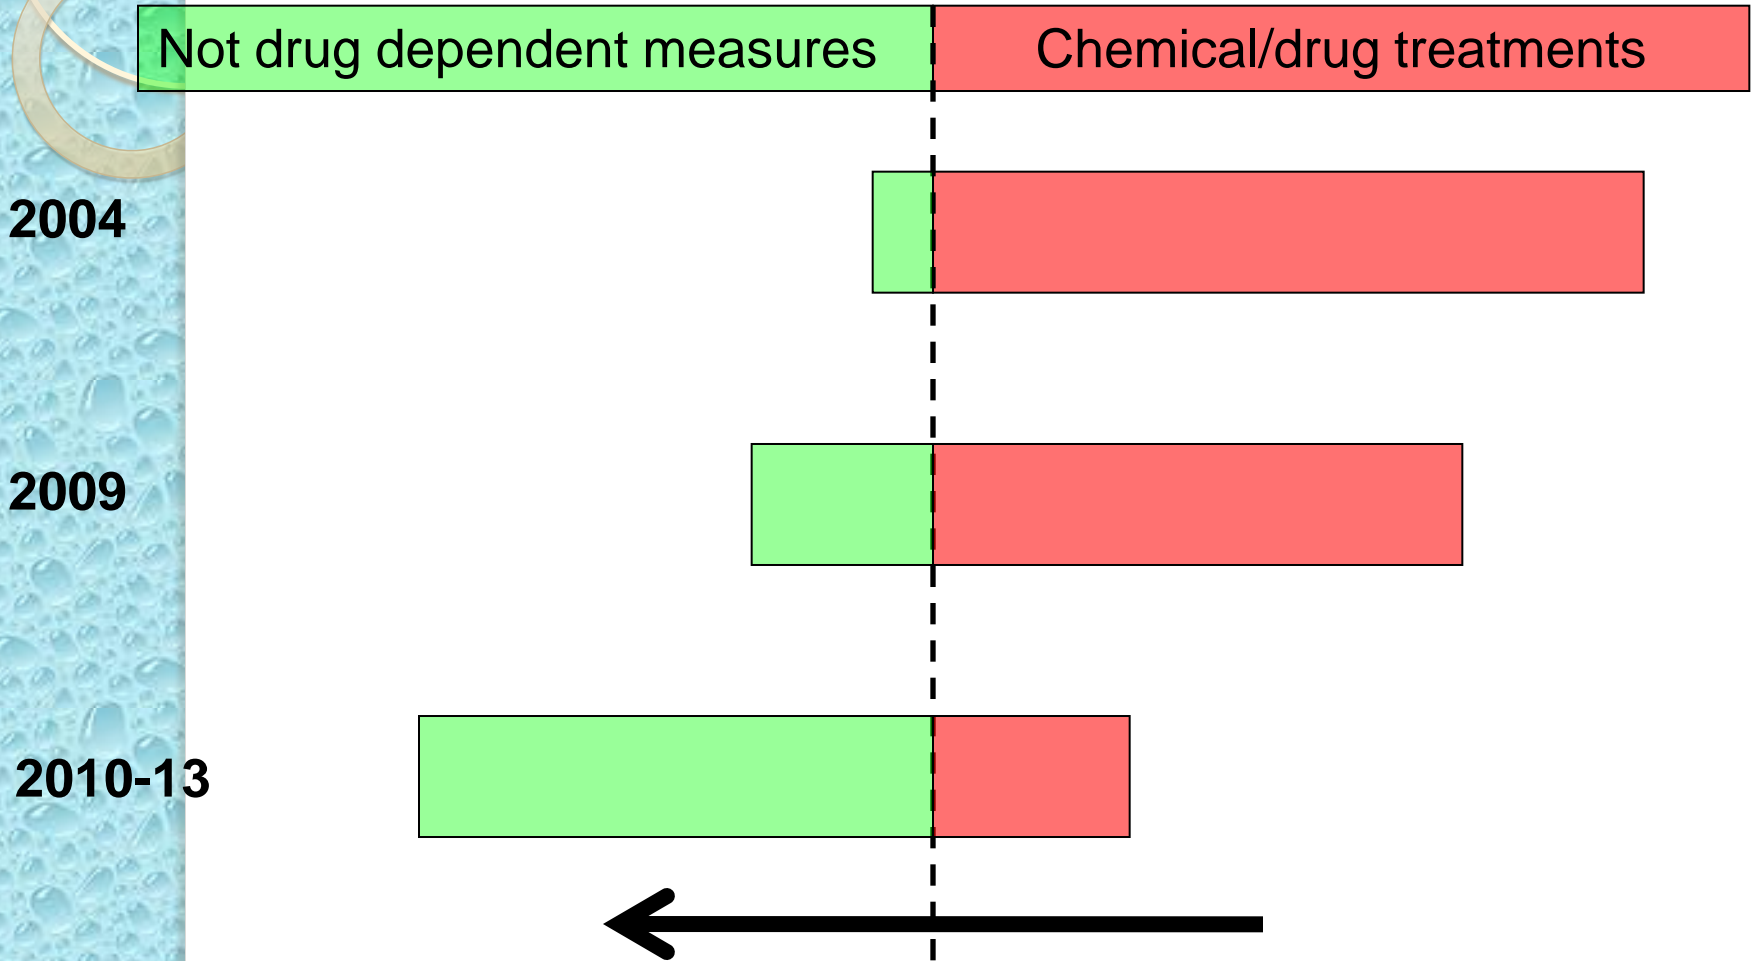 Not drug dependent measures
Chemical/drug treatments
2004
2009
2010-13